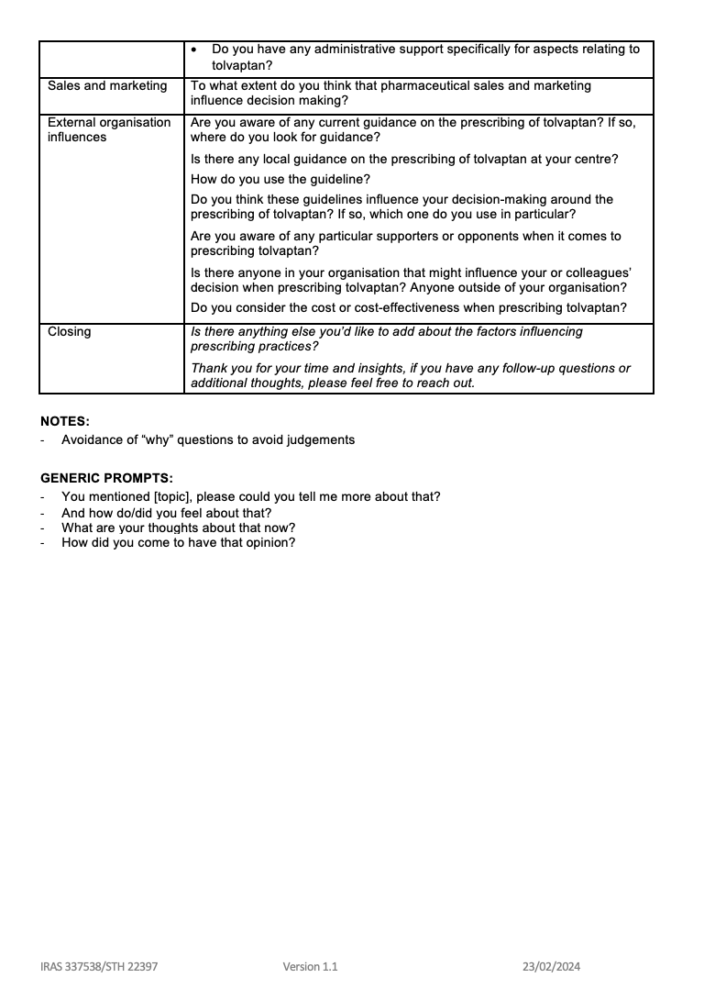 • Do you have any administrative support specifically for aspects relating to
tolvaptan?
Sales and marketing
To what extent do you think that pharmaceutical sales and marketing
influence decision making?
External organisation
influences
Are you aware of any current guidance on the prescribing of tolvaptan? If so,
where do you look for guidance?
Is there any local guidance on the prescribing of tolvaptan at your centre?
How do you use the guideline?
Do you think these guidelines influence your decision-making around the
prescribing of tolvaptan? If so, which one do you use in particular?
Are you aware of any particular supporters or opponents when it comes to
prescribing tolvaptan?
Is there anyone in your organisation that might influence your or colleagues’
decision when prescribing tolvaptan? Anyone outside of your organisation?
Do you consider the cost or cost-effectiveness when prescribing tolvaptan?
Closing
Is there anything else you’d like to add about the factors influencing
prescribing practices?
Thank you for your time and insights, if you have any follow-up questions or
additional thoughts, please feel free to reach out.
NOTES:
- Avoidance of “why” questions to avoid judgements
GENERIC PROMPTS:
- You mentioned [topic], please could you tell me more about that?
- And how do/did you feel about that?
- What are your thoughts about that now?
- How did you come to have that opinion?
IRAS 337538/STH 22397 Version 1.1 23/02/2024